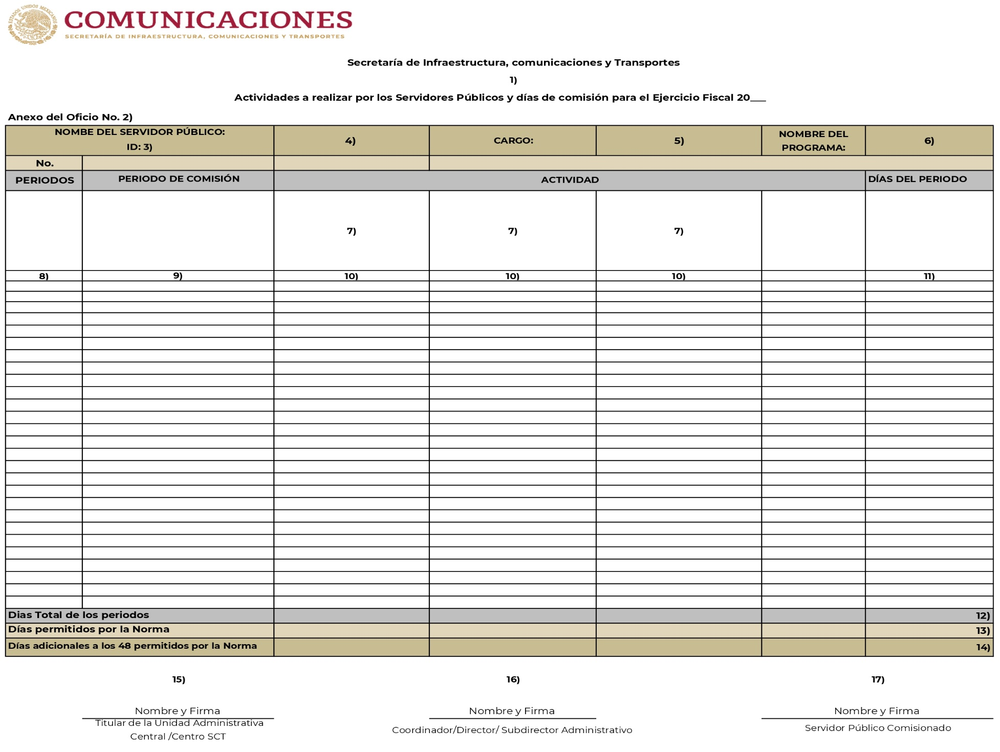 ESTADOS UNIDOS MEXICANOS
COMUNICACIONES
SECRETARÍA DE INFRAESTRUCTURA, COMUNICACIONES Y TRANSPORTES
Secretaría de Infraestructura, comunicaciones y Transportes
1)
Actividades a realizar por los Servidores Públicos y días de comisión para el Ejercicio Fiscal 20___
Anexo del Oficio No. 2)
NOMBE DEL SERVIDOR PÚBLICO:
ID: 3)
4)
CARGO:
5)
NOMBRE DEL
PROGRAMA:
6)
No.
PERIODOS
PERIODO DE COMISIÓN
ACTIVIDAD
DÍAS DEL PERIODO
7)
7)
7)
8)
9)
10)
10)
10)
11)
Dias Total de los periodos
12)
Días permitidos por la Norma
13)
Días adicionales a los 48 permitidos por la Norma
14)
15)
16)
17)
Nombre y Firma
Titular de la Unidad Administrativa
Central /Centro SCT
Nombre y Firma
Coordinador/Director/ Subdirector Administrativo
Nombre y Firma
Servidor Público Comisionado